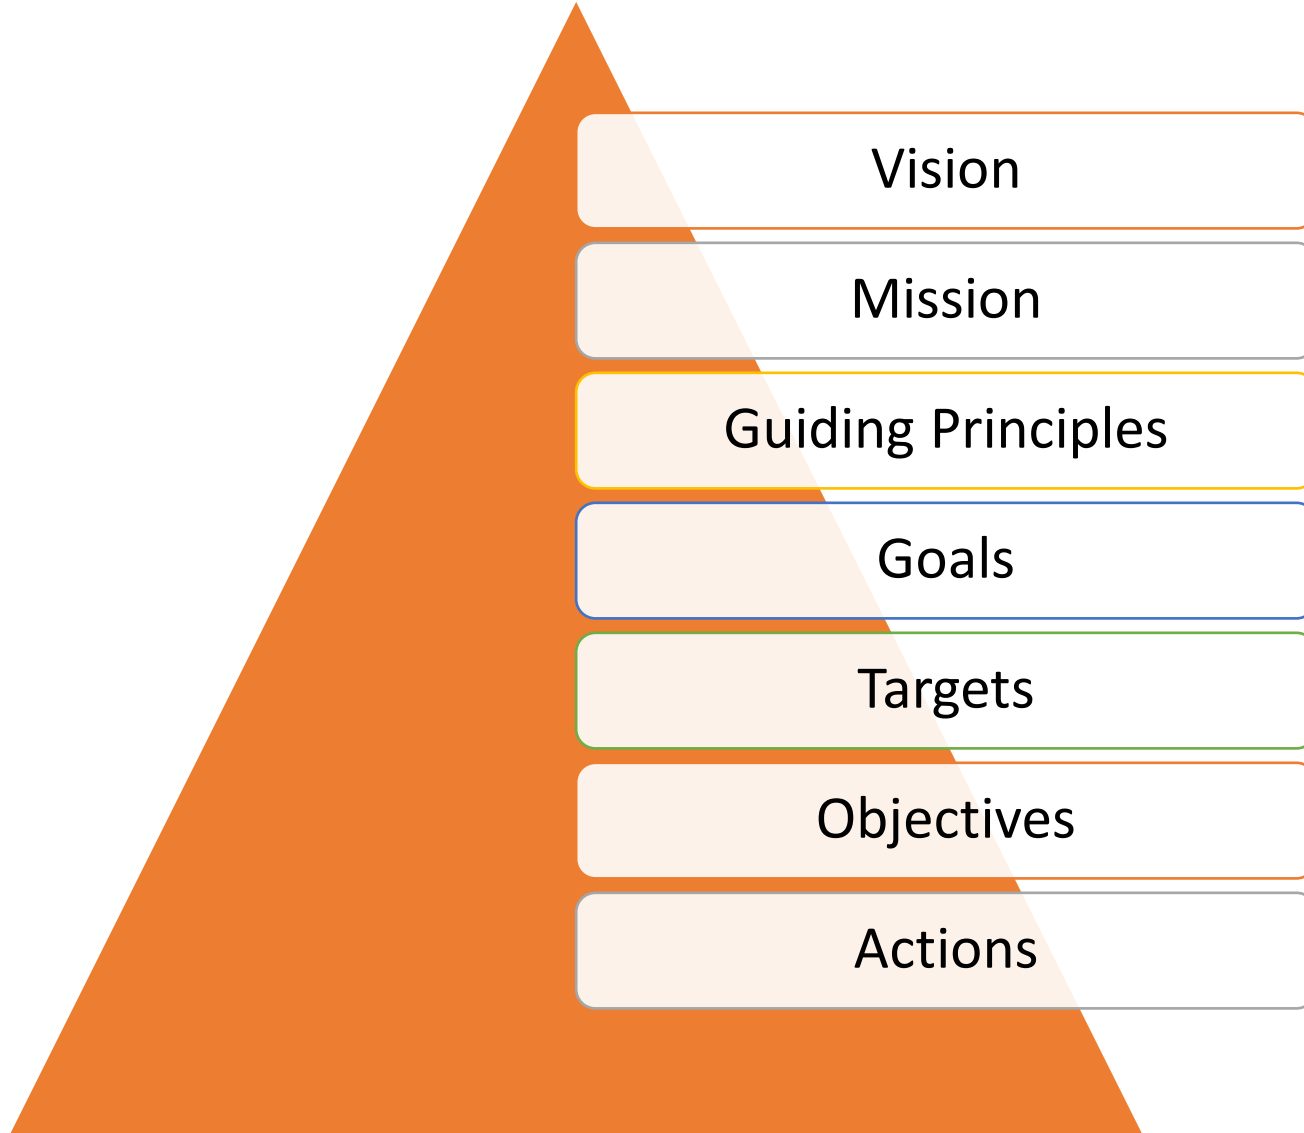 Vision
Mission
Guiding Principles
Goals
Targets
Objectives
Actions